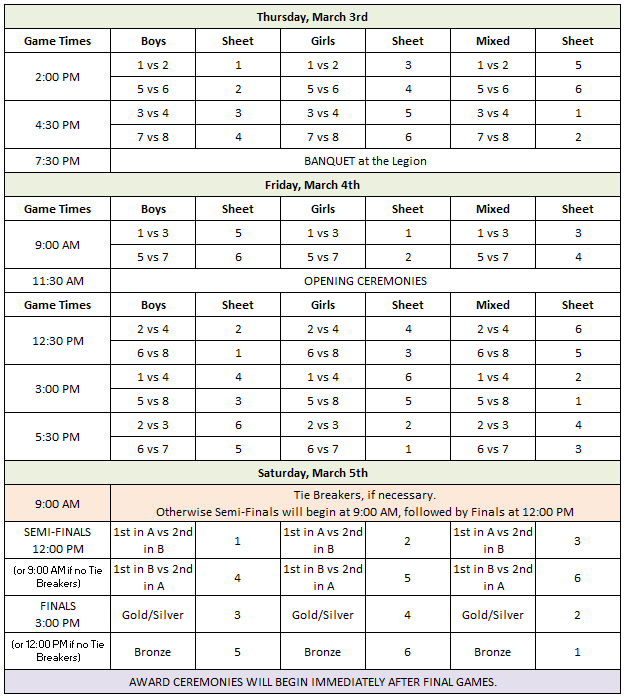 Thursday, March 3rd
Game Times Boys Sheet Girls Sheet Mixed Sheet
2:00 PM 1 vs 2 1 1 vs 2 3 1 vs 2 5
5 vs 6 2 5 vs 6 4 5 vs 6 6
4:30 PM 3 vs 4 3 3 vs 4 5 3 vs 4 1
7 vs 8 4 7 vs 8 6 7 vs 8 2
7:30 PM BANQUET at the Legion
Friday, March 4th
Game Times Boys Sheet Girls Sheet Mixed Sheet
9:00 AM 1 vs 3 5 1 vs 3 1 1 vs 3 3
5 vs 7 6 5 vs 7 2 5 vs 7 4
11:30 AM OPENING CEREMONIES
Game Times Boys Sheet Girls Sheet Mixed Sheet
12:30 PM 2 vs 4 2 2 vs 4 4 2 vs 4 6
6 vs 8 1 6 vs 8 3 6 vs 8 5
3:00 PM 1 vs 4 4 1 vs 4 6 1 vs 4 2
5 vs 8 3 5 vs 8 5 5 vs 8 1
5:30 PM 2 vs 3 6 2 vs 3 2 2 vs 3 4
6 vs 7 5 6 vs 7 1 6 vs 7 3
Saturday, March 5th
9:00 AM Tie Breakers, if necessary.
Otherwise Semi-Finals will begin at 9:00 AM, followed by Finals at 12:00 PM
SEMI-FINALS 1st in A vs 2nd 1 1st in A vs 2nd 2 1st in A vs 2nd 3
12:00 PM in B in B in B
(or 9:00 AM if no Tie 1st in B vs 2nd 4 1st in B vs 2nd 5 1st in B vs 2nd 6
Breakers) in A in A in A
FINALS Gold/Silver 3 Gold/Silver 4 Gold/Silver 2
3:00 PM
(or 12:00 PM if no Tie Bronze 5 Bronze 6 Bronze 1
Breakers)
AWARD CEREMONIES WILL BEGIN IMMEDIATELY AFTER FINAL GAMES.